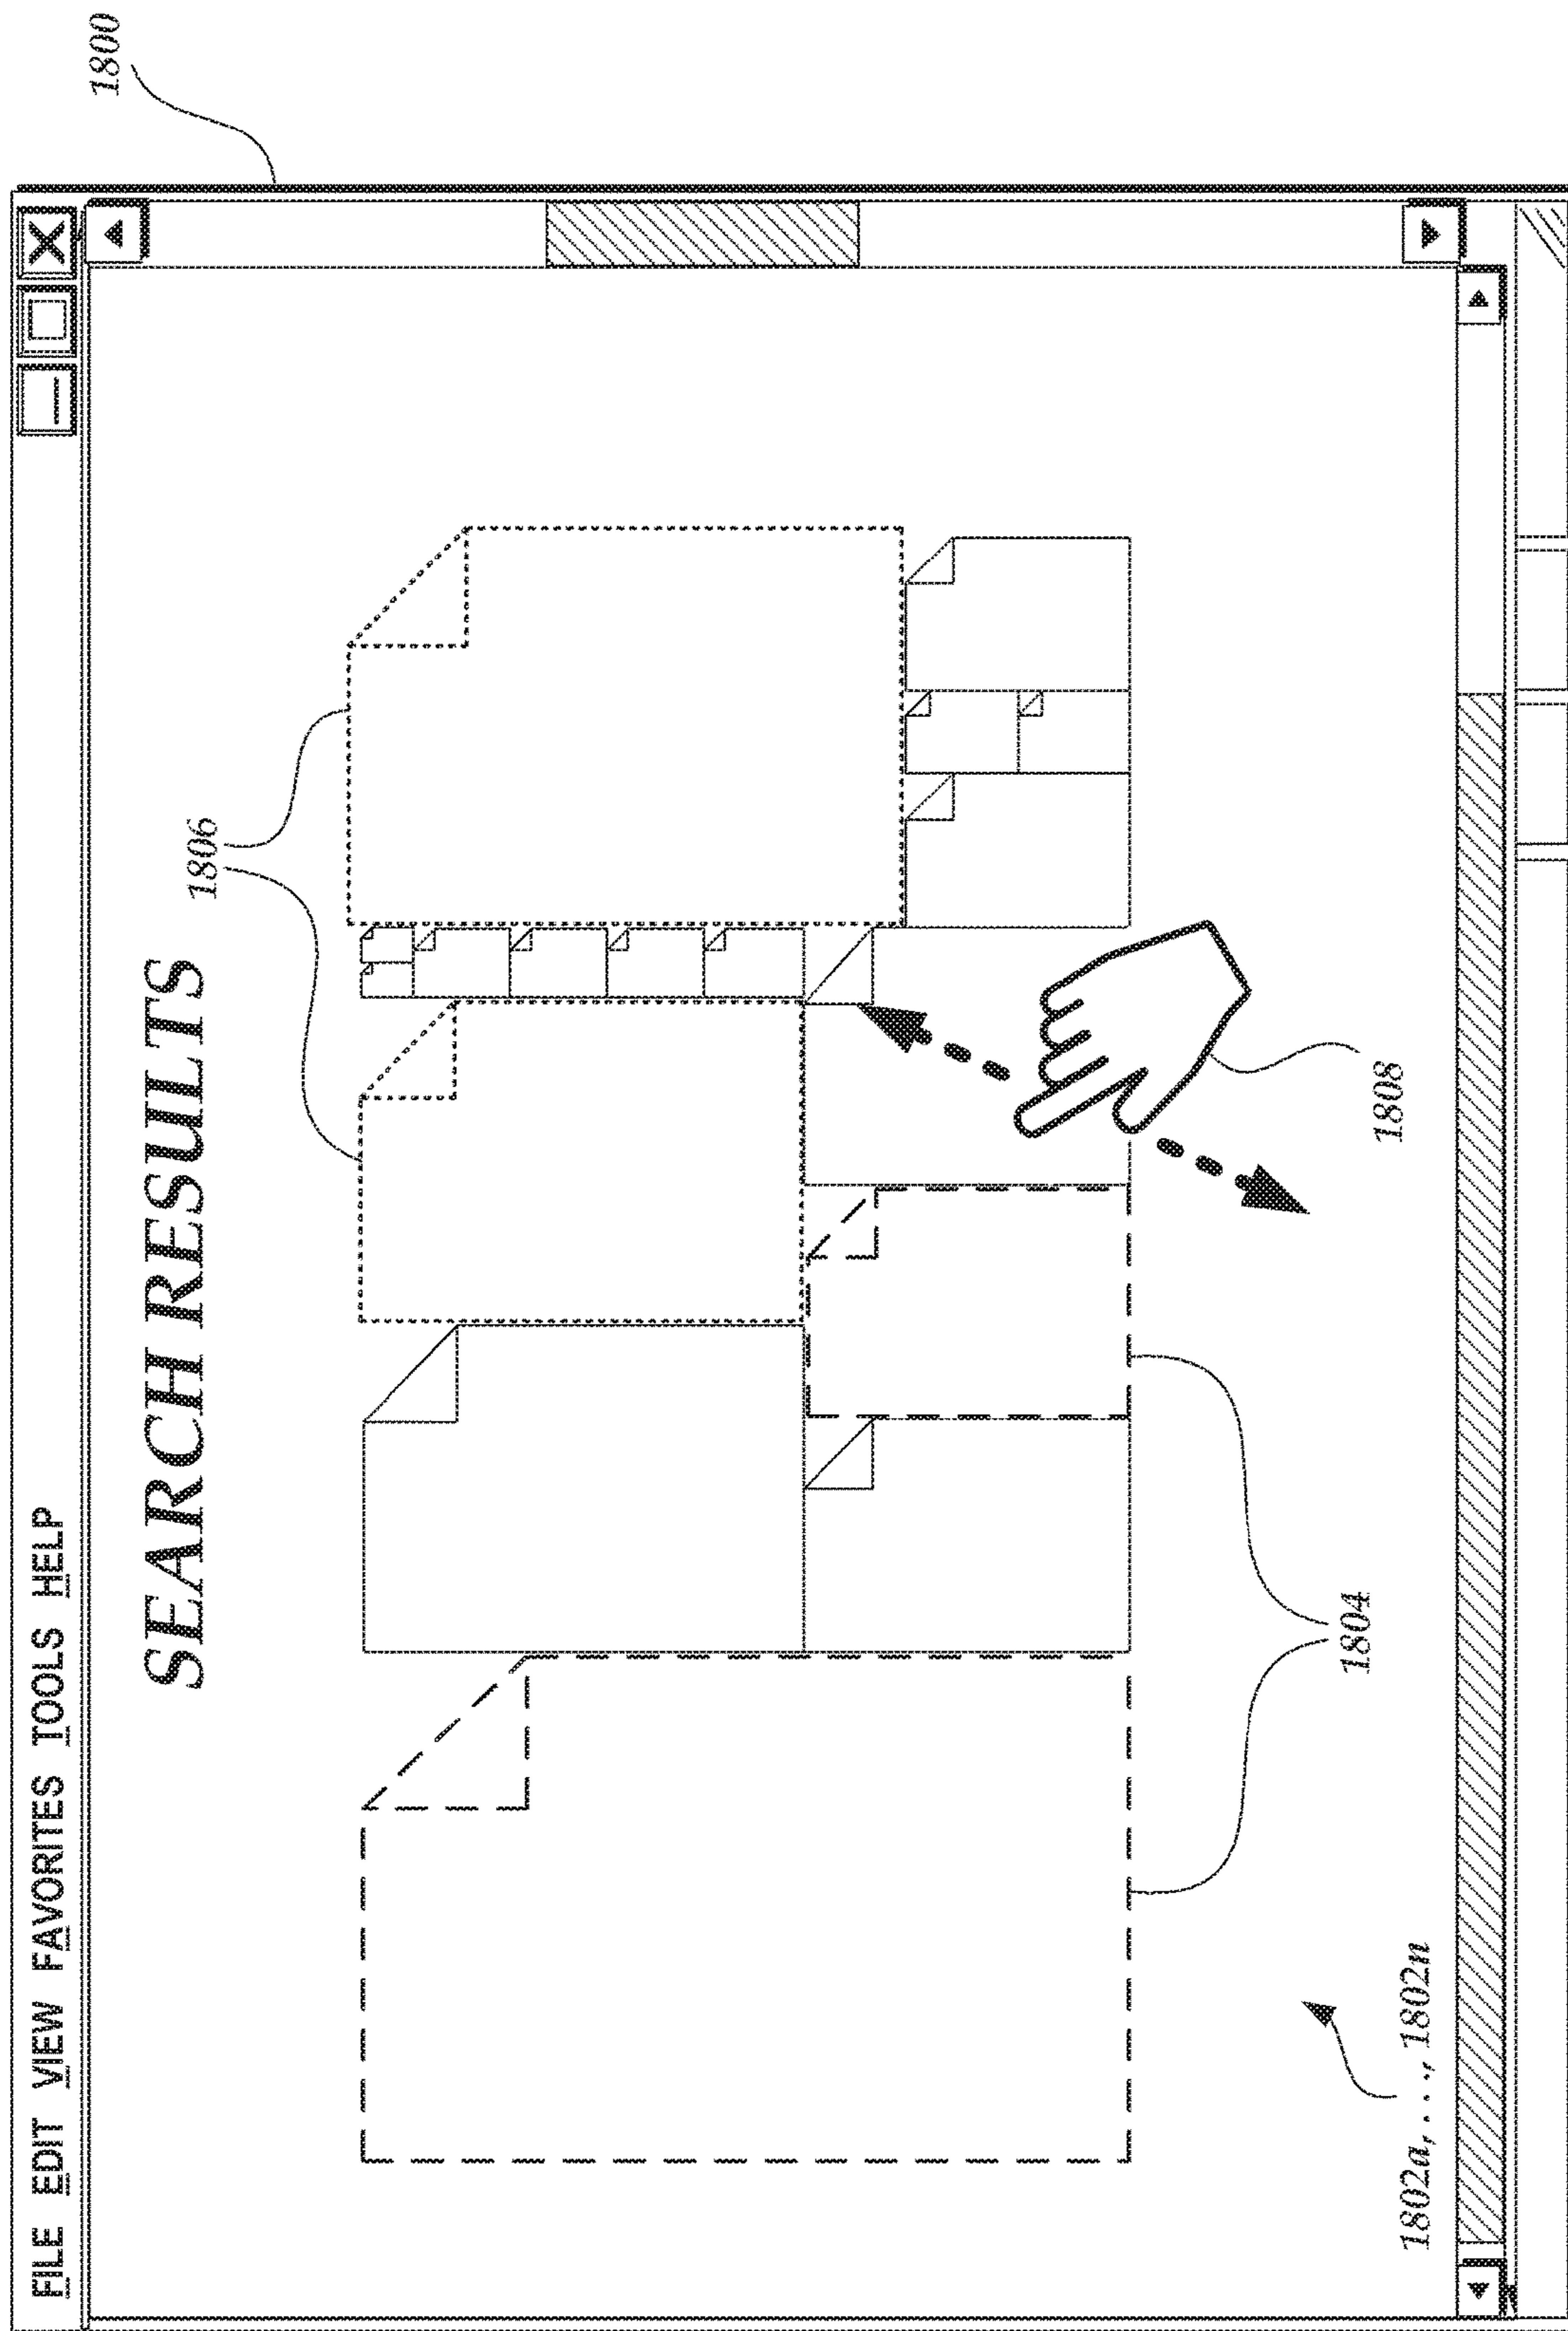 1800
FILE EDIT VIEW FAVORITES TOOLS HELP
SEARCH RESULTS
1806
1808
1804
1802a, . . ., 1802n